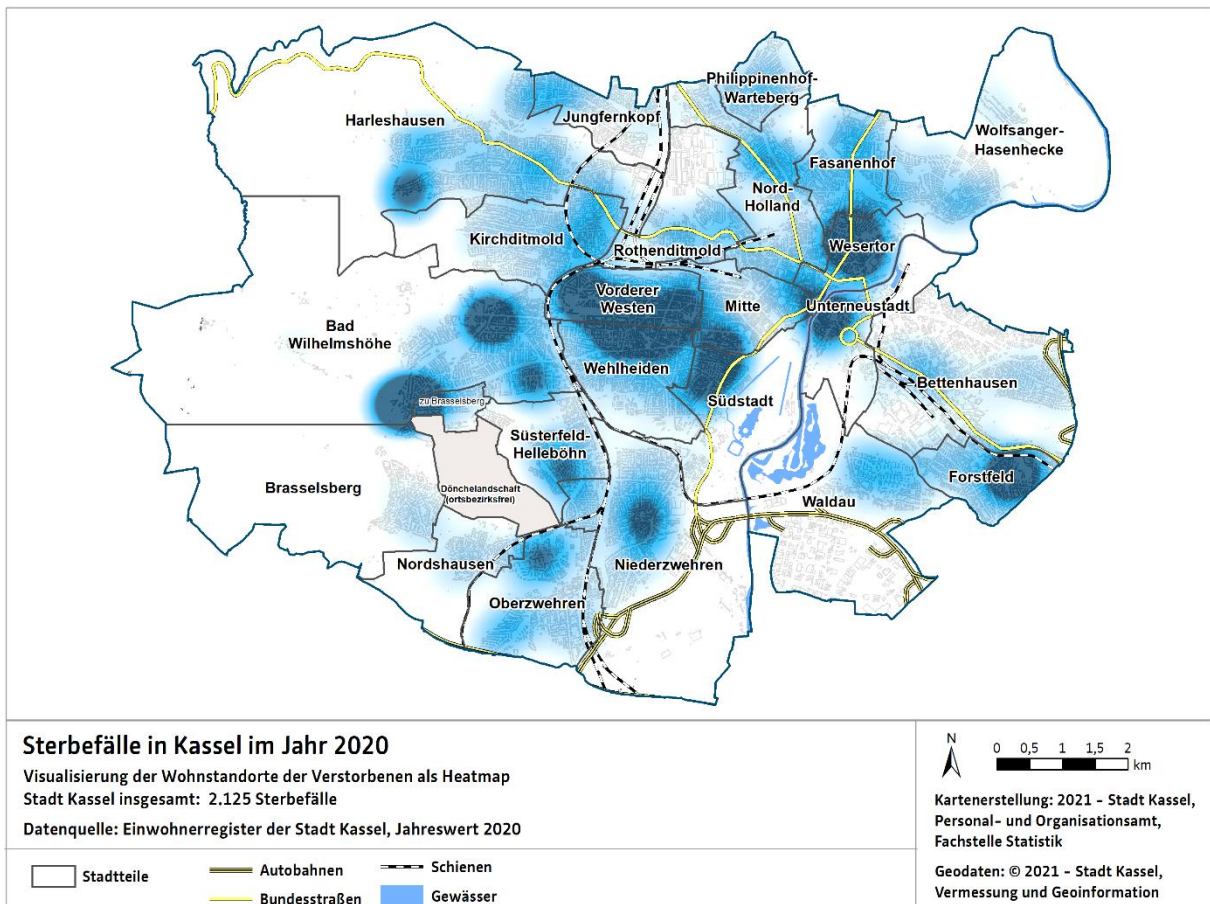 Philippinenhof-
Warteberg
Harleshausen
Jungfernkopf
Wolfsanger-
Hasenhecke
Fasanenhof
Nord-
Holland
Kirchditmold
Rothenditmold
Wesertor
Vorderer
Westen
Mitte
Unterneustadt
Bad
Wilhelmshöhe
Wehlheiden
Bettenhausen
zu Brasselsberg
Südstadt
Süsterfeld-
Helleböhn
Forstfeld
Brasselsberg
Dönchelandschaft
(ortsbezirksfrei)
Waldau
Nordshausen
Niederzwehren
Oberzwehren
Sterbefälle in Kassel im Jahr 2020
Visualisierung der Wohnstandorte der Verstorbenen als Heatmap
Stadt Kassel insgesamt: 2.125 Sterbefälle
Datenquelle: Einwohnerregister der Stadt Kassel, Jahreswert 2020
Stadtteile
Autobahnen
Bundesstraßen
Schienen
Gewässer
N
0 0,5 1 1,5 2
km
Kartenerstellung: 2021 - Stadt Kassel,
Personal- und Organisationsamt,
Fachstelle Statistik
Geodaten: © 2021 - Stadt Kassel,
Vermessung und Geoinformation